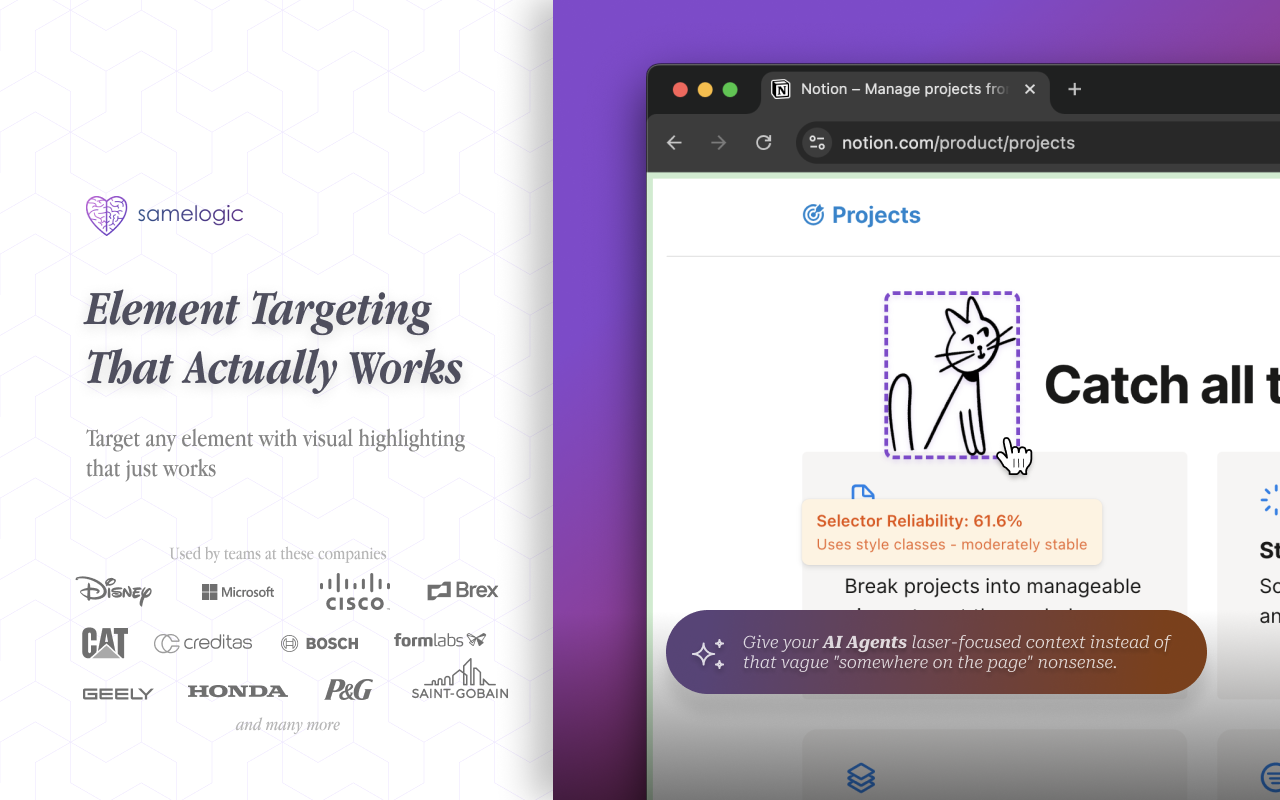 samelogic
Element Targeting
That Actually Works
Target any element with visual highlighting
that just works
Used by teams at these companies
Disney
Microsoft
CISCO
Brex
CAT
creditas
BOSCH
formlabs
GEELY
HONDA
P&G
SAINT-GOBAIN
and many more
Notion – Manage projects fro
notion.com/product/projects
Projects
Catch all t
Selector Reliability: 61.6%
Uses style classes - moderately stable
St
Break projects into manageable
So
an
Give your AI Agents laser-focused context instead of
that vague "somewhere on the page" nonsense.